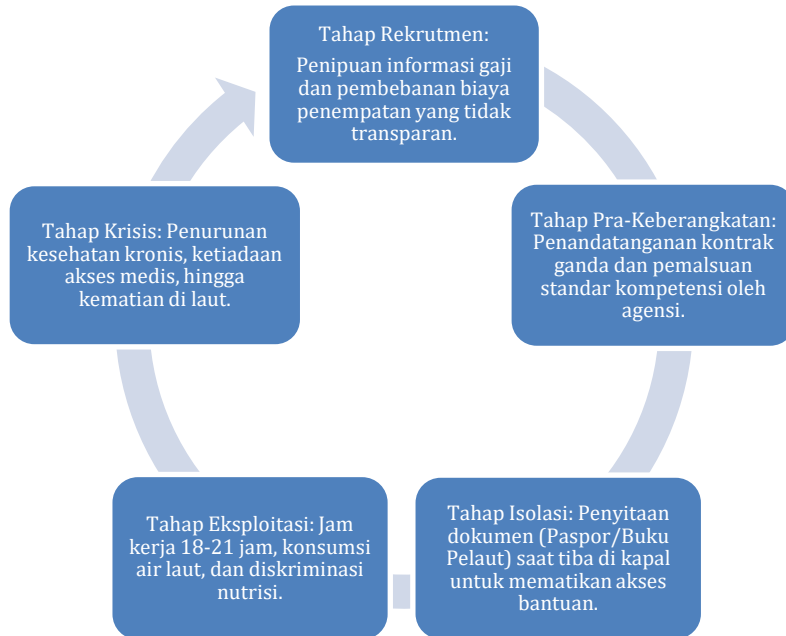 Tahap Rekrutmen:
Penipuan informasi gaji
dan pembebanan biaya
penempatan yang tidak
transparan.
Tahap Pra-Keberangkatan:
Penandatanganan kontrak
ganda dan pemalsuan
standar kompetensi oleh
agensi.
Tahap Isolasi: Penyitaan
dokumen (Paspor/Buku
Pelaut) saat tiba di kapal
untuk mematikan akses
bantuan.
Tahap Eksploitasi: Jam
kerja 18-21 jam, konsumsi
air laut, dan diskriminasi
nutrisi.
Tahap Krisis: Penurunan
kesehatan kronis, ketiadaan
akses medis, hingga
kematian di laut.